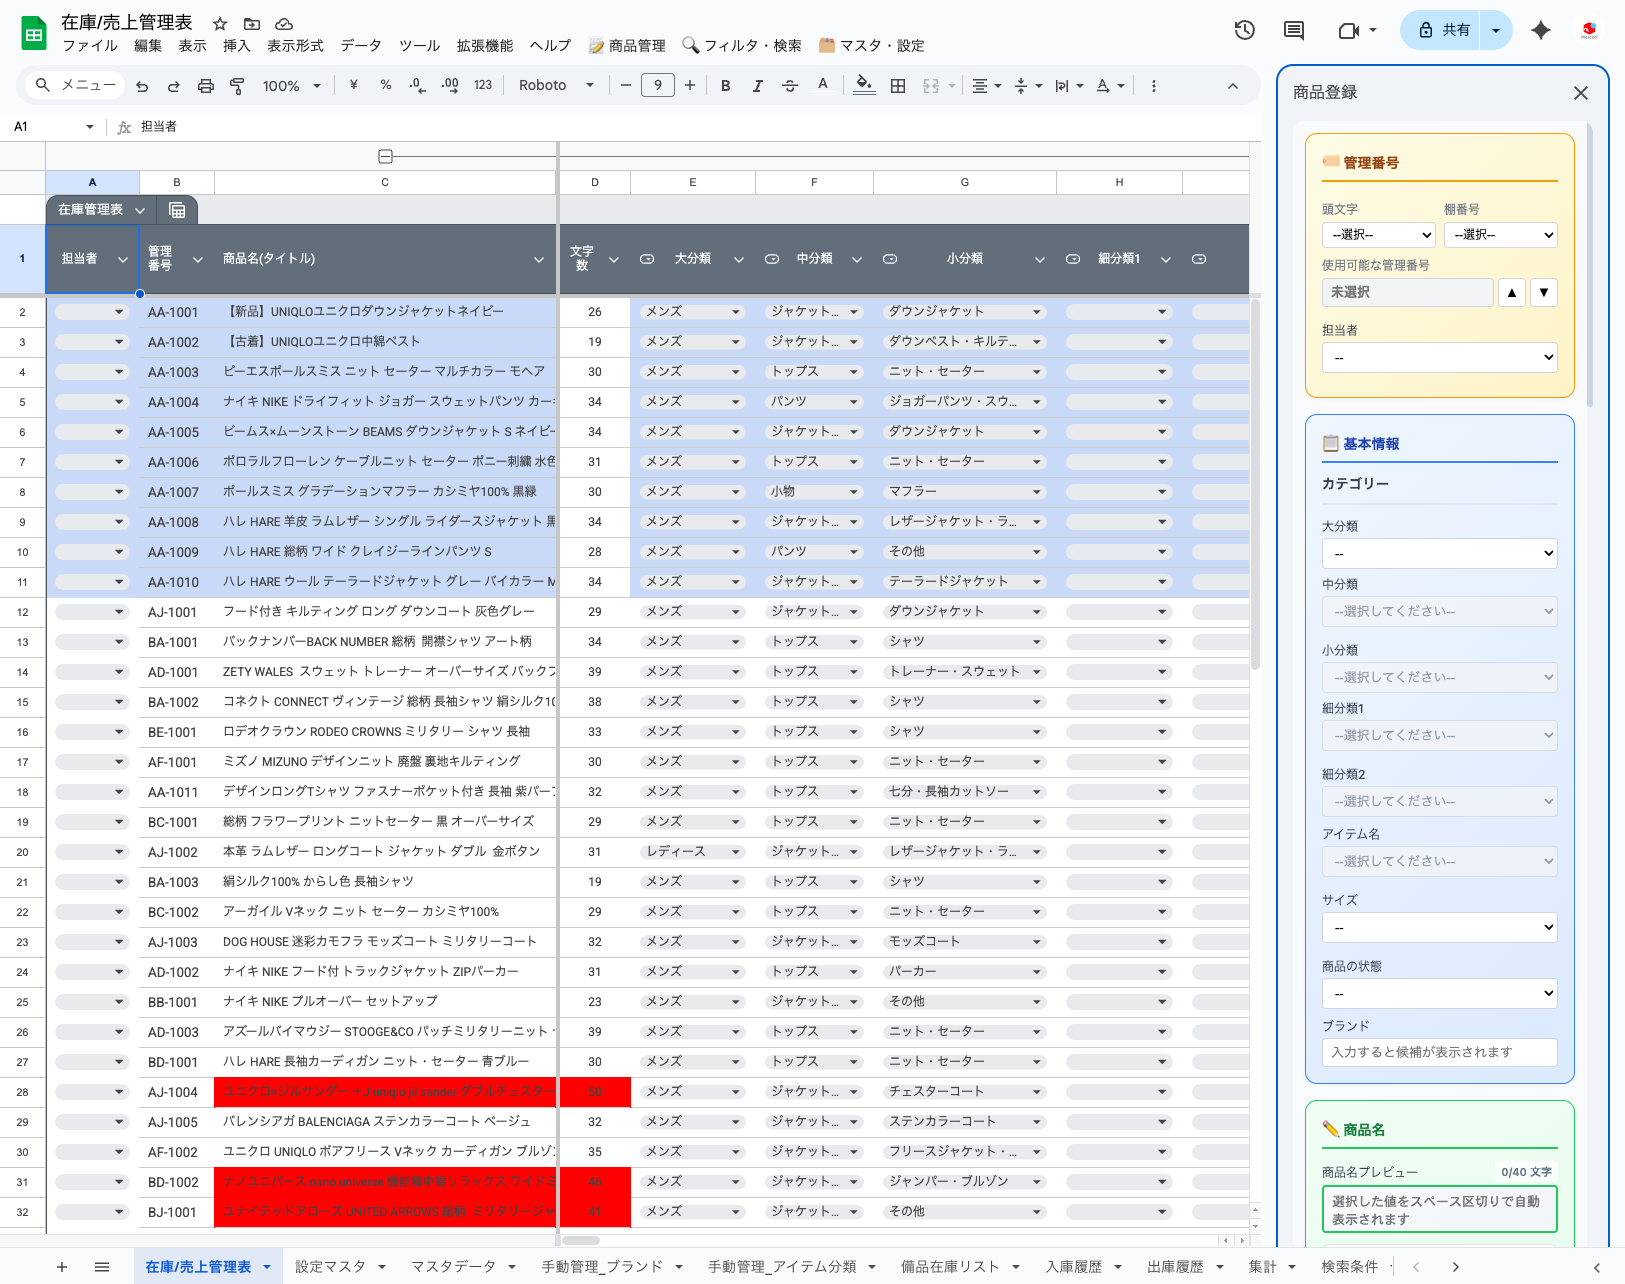 在庫/売上管理表
ファイル 編集 表示 挿入 表示形式 データ ツール 拡張機能 ヘルプ 商品管理 フィルタ・検索 マスタ・設定
共有
メニュー 100% ¥ % .0 .00 123 Roboto 9 B I A
A1 fx 担当者
A B C D E F G H
在庫管理表
1 担当者 管理番号 商品名(タイトル) 文字数 大分類 中分類 小分類 細分類1
2 AA-1001 【新品】UNIQLOユニクロダウンジャケットネイビー 26 メンズ ジャケット... ダウンジャケット
3 AA-1002 【古着】UNIQLOユニクロ中綿ベスト 19 メンズ ジャケット... ダウンベスト・キルテ...
4 AA-1003 ピーエスポールスミス ニット セーター マルチカラー モヘア 30 メンズ トップス ニット・セーター
5 AA-1004 ナイキ NIKE ドライフィット ジョガー スウェットパンツ カー 34 メンズ パンツ ジョガーパンツ・スウ...
6 AA-1005 ビームス×ムーンストーン BEAMS ダウンジャケット S ネイビー 34 メンズ ジャケット... ダウンジャケット
7 AA-1006 ポロラルフローレン ケーブルニット セーター ポニー刺繍 水色 31 メンズ トップス ニット・セーター
8 AA-1007 ポールスミス グラデーションマフラー カシミヤ100% 黒緑 30 メンズ 小物 マフラー
9 AA-1008 ハレ HARE 羊皮 ラムレザー シングル ライダースジャケット 黒 34 メンズ ジャケット... レザージャケット・ラ...
10 AA-1009 ハレ HARE 総柄 ワイド クレイジーラインパンツ S 28 メンズ パンツ その他
11 AA-1010 ハレ HARE ウール テーラードジャケット グレー バイカラー M 34 メンズ ジャケット... テーラードジャケット
12 AJ-1001 フード付き キルティング ロング ダウンコート 灰色グレー 29 メンズ ジャケット... ダウンジャケット
13 BA-1001 バックナンバーBACK NUMBER 総柄 開襟シャツ アート柄 34 メンズ トップス シャツ
14 AD-1001 ZETY WALES スウェット トレーナー オーバーサイズ バックプ 39 メンズ トップス トレーナー・スウェット
15 BA-1002 コネクト CONNECT ヴィンテージ 総柄 長袖シャツ 絹シルク10 38 メンズ トップス シャツ
16 BE-1001 ロデオクラウン RODEO CROWNS ミリタリー シャツ 長袖 33 メンズ トップス シャツ
17 AF-1001 ミズノ MIZUNO デザインニット 廃盤 裏地キルティング 30 メンズ トップス ニット・セーター
18 AA-1011 デザインロングTシャツ ファスナーポケット付き 長袖 紫パープ 32 メンズ トップス 七分・長袖カットソー
19 BC-1001 総柄 フラワープリント ニットセーター 黒 オーバーサイズ 29 メンズ トップス ニット・セーター
20 AJ-1002 本革 ラムレザー ロングコート ジャケット ダブル 金ボタン 31 レディース ジャケット... レザージャケット・ラ...
21 BA-1003 絹シルク100% からし色 長袖シャツ 19 メンズ トップス シャツ
22 BC-1002 アーガイル Vネック ニット セーター カシミヤ100% 29 メンズ トップス ニット・セーター
23 AJ-1003 DOG HOUSE 迷彩カモフラ モッズコート ミリタリーコート 32 メンズ ジャケット... モッズコート
24 AD-1002 ナイキ NIKE フード付 トラックジャケット ZIPパーカー 31 メンズ トップス パーカー
25 BB-1001 ナイキ NIKE プルオーバー セットアップ 23 メンズ ジャケット... その他
26 AD-1003 アズールバイマウジー STOOGE&CO パッチミリタリーニット 39 メンズ トップス ニット・セーター
27 BD-1001 ハレ HARE 長袖カーディガン ニット・セーター 青ブルー 30 メンズ トップス ニット・セーター
28 AJ-1004 ユニクロ×ジルサンダー +J uniqlo jil sander ダブルチェスター 50 メンズ ジャケット... チェスターコート
29 AJ-1005 バレンシアガ BALENCIAGA ステンカラーコート ベージュ 32 メンズ ジャケット... ステンカラーコート
30 AF-1002 ユニクロ UNIQLO ボアフリース Vネック カーディガン ブルゾン 35 メンズ ジャケット... フリースジャケット・...
31 BD-1002 ナノユニバース nano universe 中綿リラックス ワイド 46 メンズ ジャケット... ジャンパー・ブルゾン
32 BJ-1001 ユナイテッドアローズ UNITED ARROWS 総柄 ミリタリージャ 41 メンズ ジャケット... その他
商品登録
管理番号
頭文字 棚番号
--選択-- --選択--
使用可能な管理番号
未選択 ▲ ▼
担当者
--
基本情報
カテゴリー
大分類
--
中分類
--選択してください--
小分類
--選択してください--
細分類1
--選択してください--
細分類2
--選択してください--
アイテム名
--選択してください--
サイズ
--
商品の状態
--
ブランド
入力すると候補が表示されます
商品名
商品名プレビュー 0/40 文字
選択した値をスペース区切りで自動
表示されます
在庫/売上管理表 設定マスタ マスタデータ 手動管理_ブランド 手動管理_アイテム分類 備品在庫リスト 入庫履歴 出庫履歴 集計 検索条件